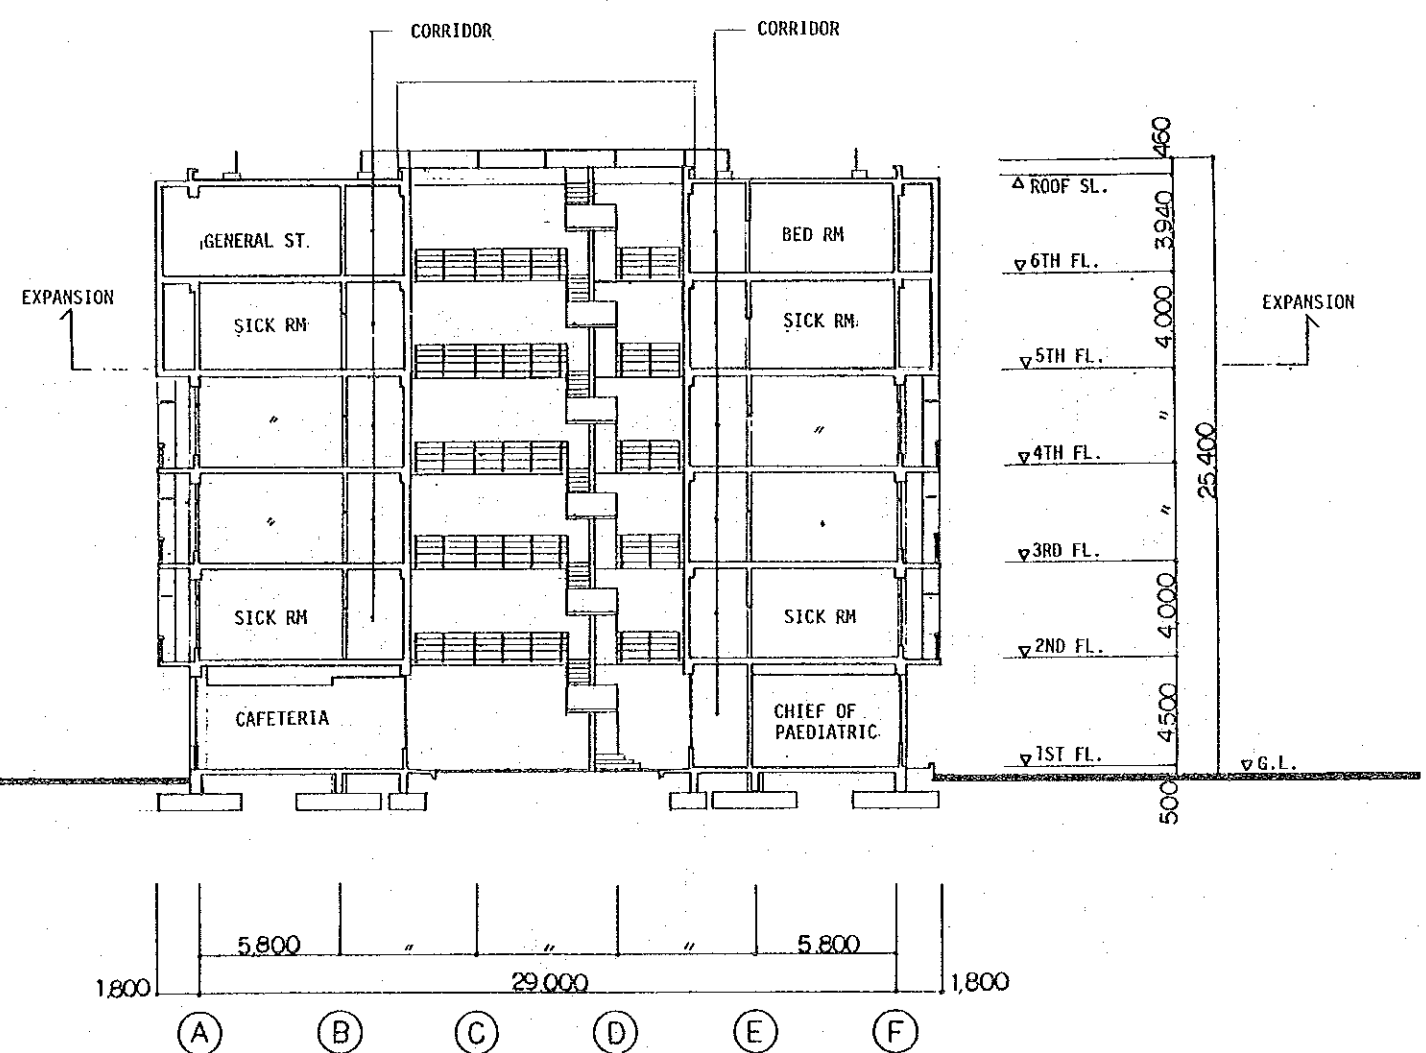 CORRIDOR
CORRIDOR
460
ROOF SL.
3,940
GENERAL ST.
BED RM
6TH FL.
EXPANSION
EXPANSION
4,000
SICK RM
SICK RM
5TH FL.
〃
〃
〃
4TH FL.
25,400
〃
〃
3RD FL.
4,000
SICK RM
SICK RM
2ND FL.
4,500
CAFETERIA
CHIEF OF
PAEDIATRIC
1ST FL.
G.L.
500
5,800 〃 〃 〃 5,800
1,800 29,000 1,800
A B C D E F